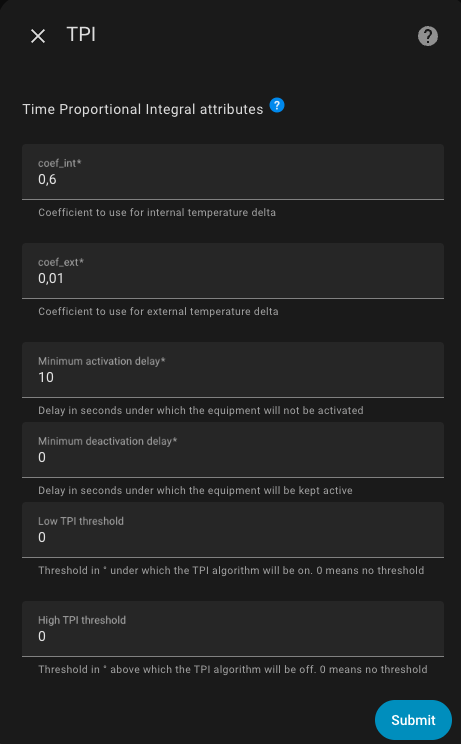 TPI
Time Proportional Integral attributes
coef_int*
0,6
Coefficient to use for internal temperature delta
coef_ext*
0,01
Coefficient to use for external temperature delta
Minimum activation delay*
10
Delay in seconds under which the equipment will not be activated
Minimum deactivation delay*
0
Delay in seconds under which the equipment will be kept active
Low TPI threshold
0
Threshold in ° under which the TPI algorithm will be on. 0 means no threshold
High TPI threshold
0
Threshold in ° above which the TPI algorithm will be off. 0 means no threshold
Submit